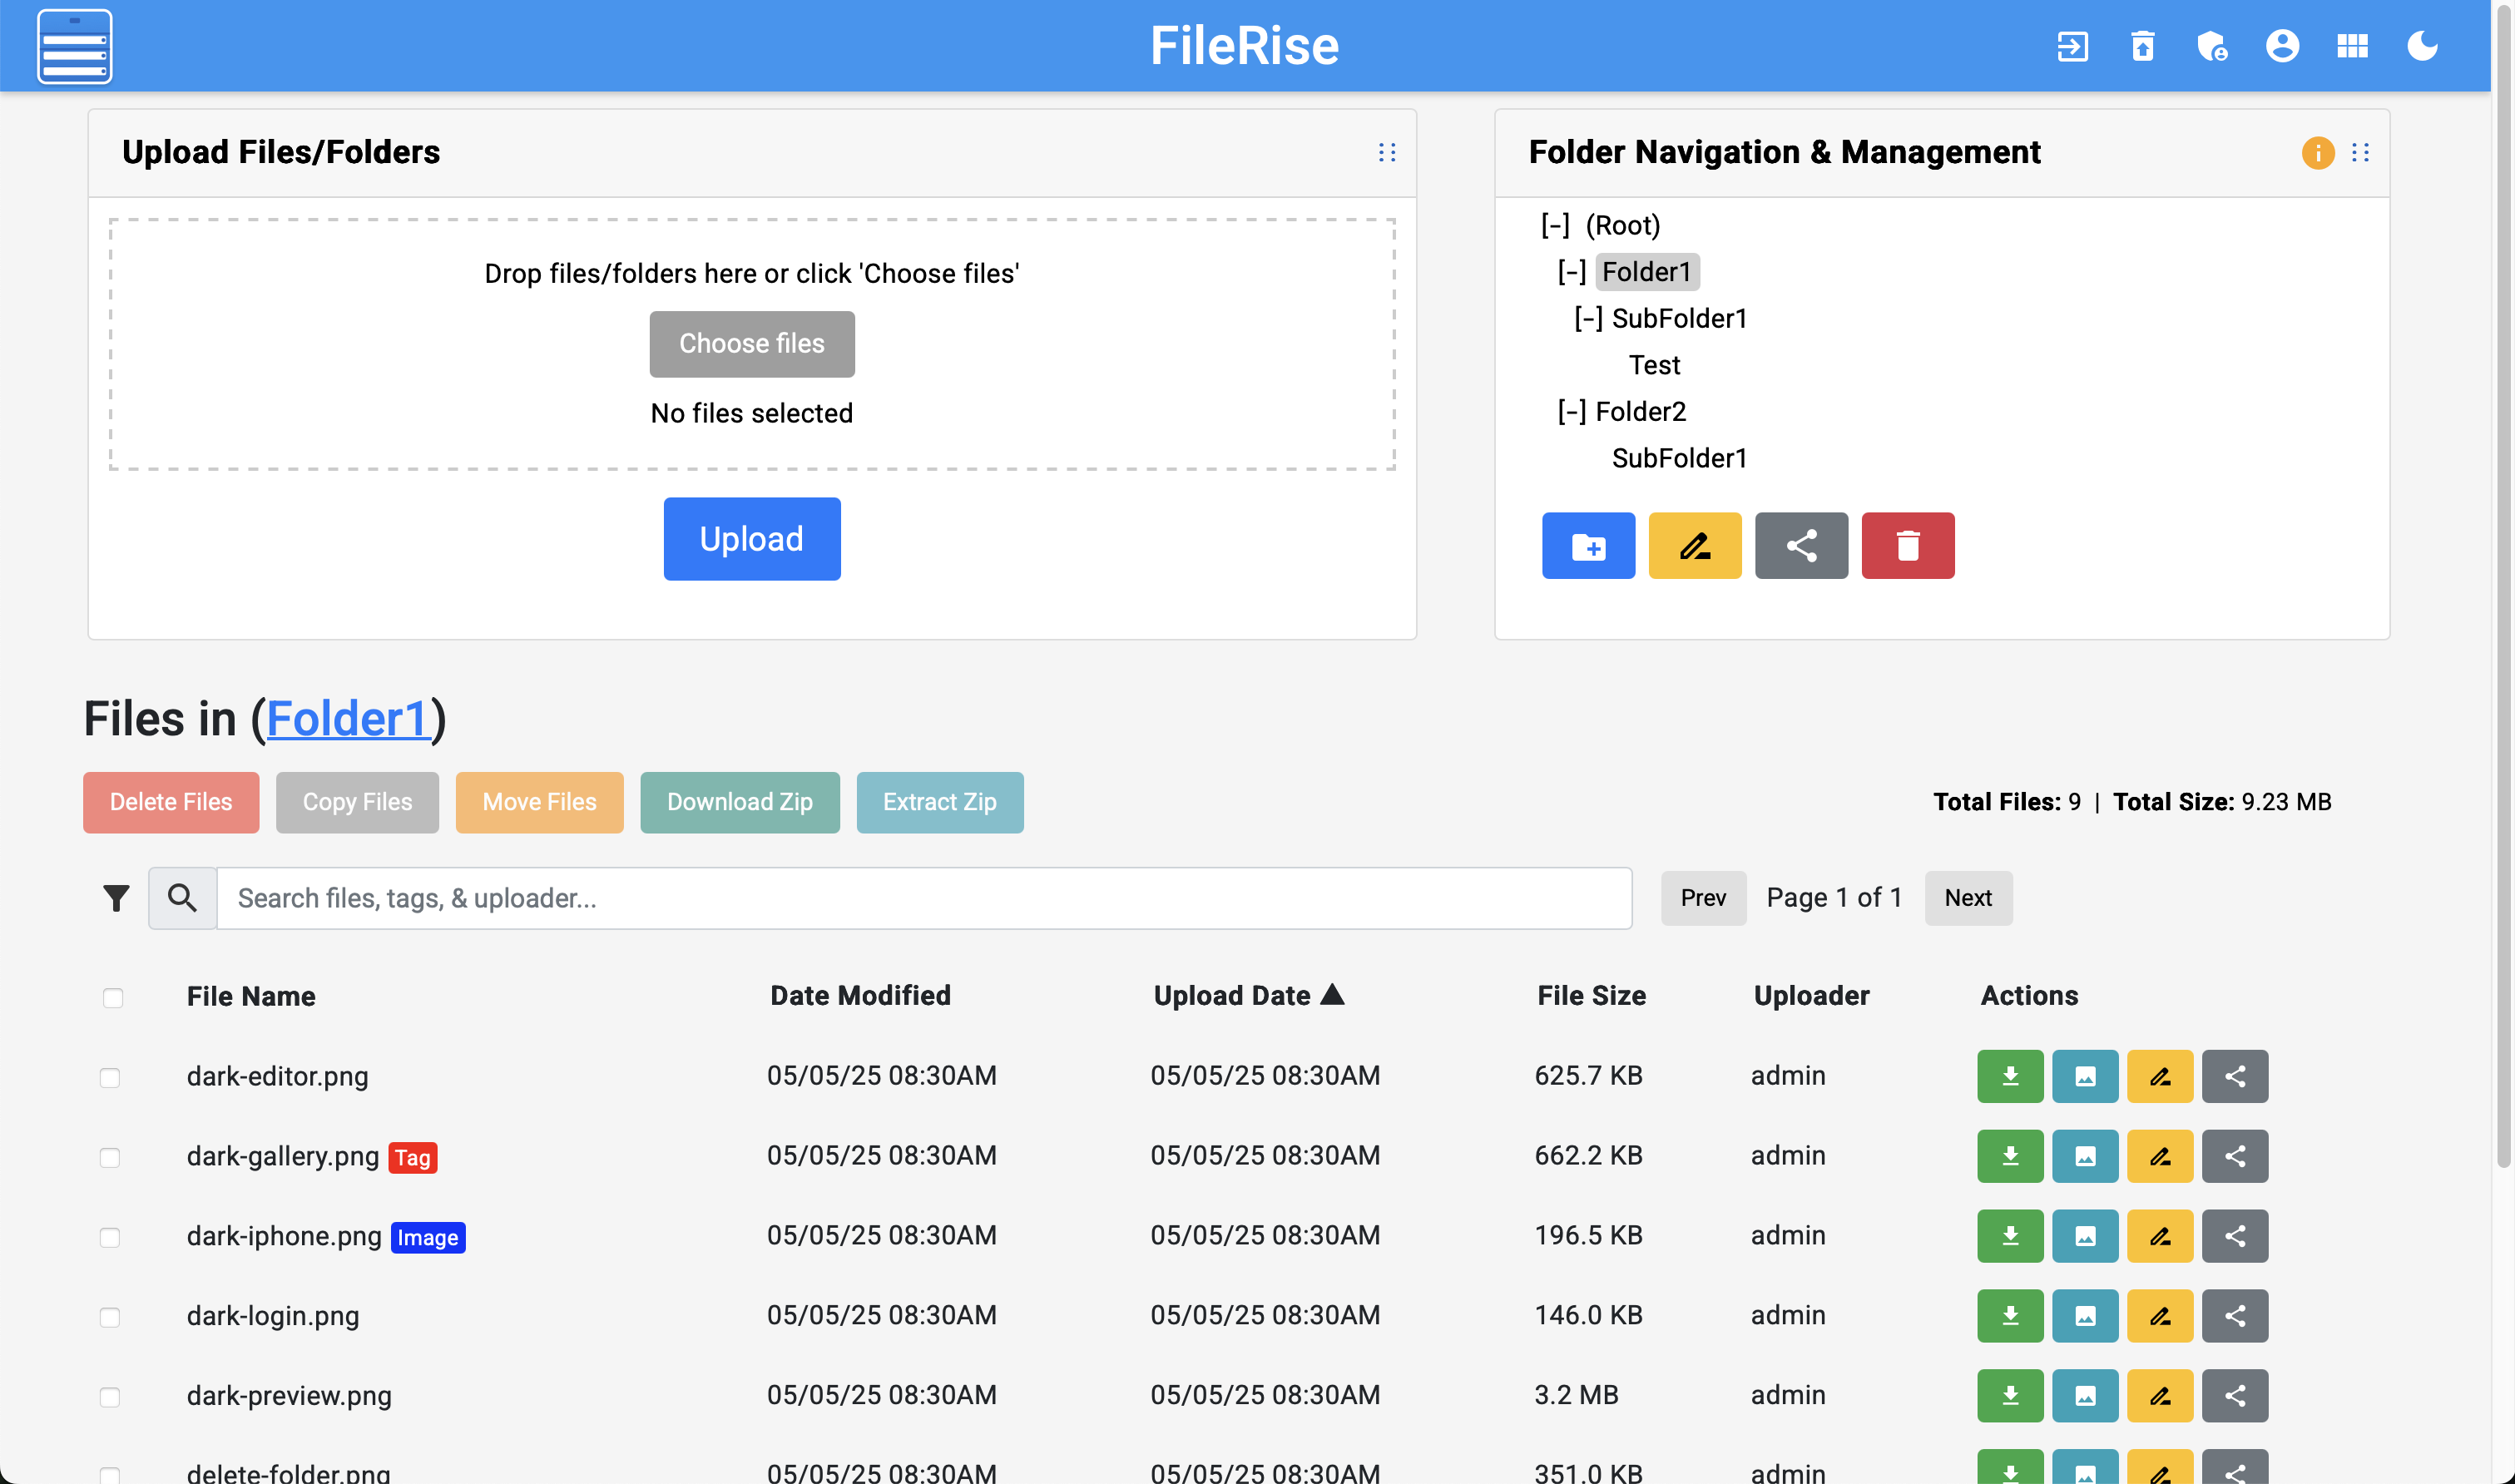 FileRise
Upload Files/Folders
Drop files/folders here or click 'Choose files'
Choose files
No files selected
Upload
Folder Navigation & Management
[-] (Root)
[-] Folder1
[-] SubFolder1
Test
[-] Folder2
SubFolder1
Files in (Folder1)
Delete Files Copy Files Move Files Download Zip Extract Zip
Total Files: 9 | Total Size: 9.23 MB
Search files, tags, & uploader...
Prev Page 1 of 1 Next
File Name Date Modified Upload Date ▲ File Size Uploader Actions
dark-editor.png 05/05/25 08:30AM 05/05/25 08:30AM 625.7 KB admin
dark-gallery.png Tag 05/05/25 08:30AM 05/05/25 08:30AM 662.2 KB admin
dark-iphone.png Image 05/05/25 08:30AM 05/05/25 08:30AM 196.5 KB admin
dark-login.png 05/05/25 08:30AM 05/05/25 08:30AM 146.0 KB admin
dark-preview.png 05/05/25 08:30AM 05/05/25 08:30AM 3.2 MB admin
delete-folder.png 05/05/25 08:30AM 05/05/25 08:30AM 351.0 KB admin